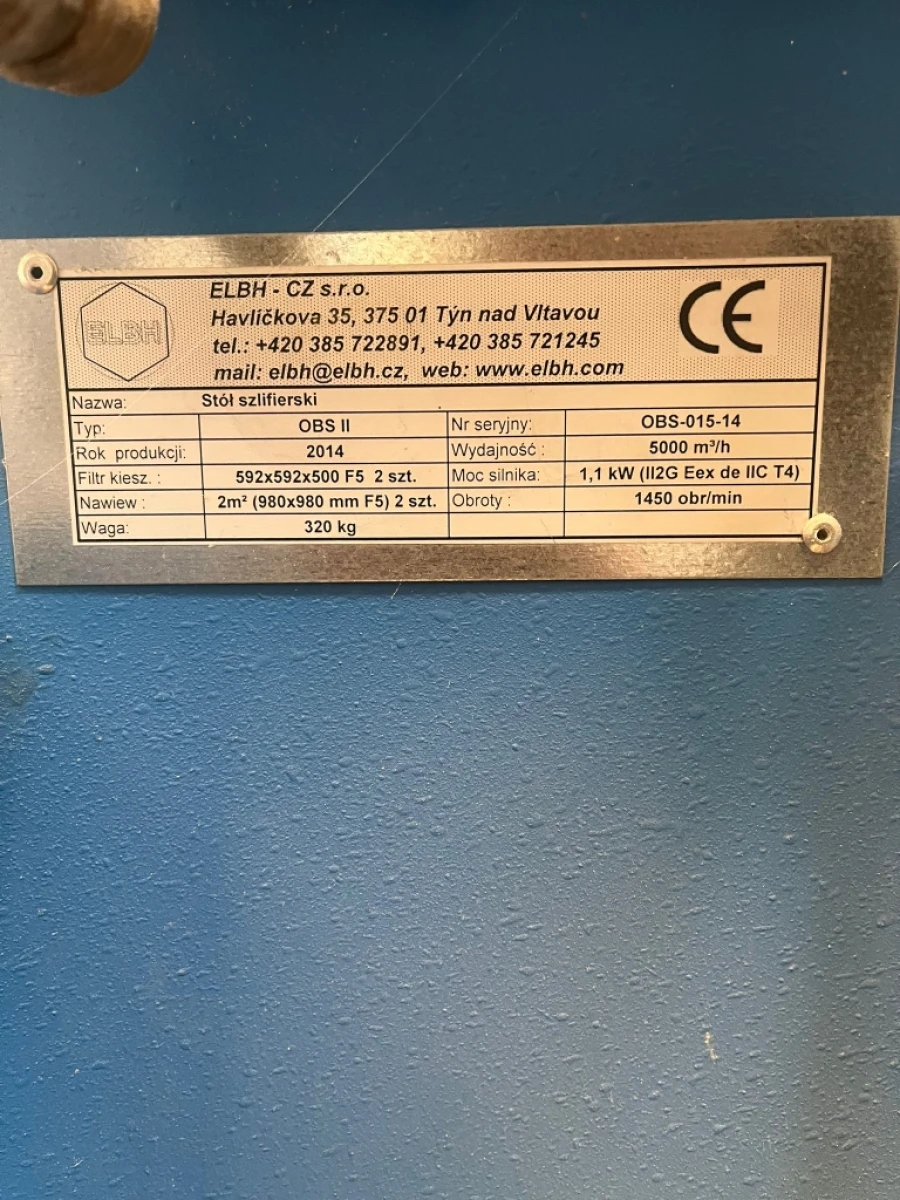 ELBH
ELBH - CZ s.r.o.
Havlíčkova 35, 375 01 Týn nad Vltavou
tel.: +420 385 722891, +420 385 721245
mail: elbh@elbh.cz, web: www.elbh.com
CE
Nazwa: Stół szlifierski
Typ: OBS II Nr seryjny: OBS-015-14
Rok produkcji: 2014 Wydajność : 5000 m³/h
Filtr kiesz. : 592x592x500 F5 2 szt. Moc silnika: 1,1 kW (II2G Eex de IIC T4)
Nawiew : 2m² (980x980 mm F5) 2 szt. Obroty : 1450 obr/min
Waga: 320 kg